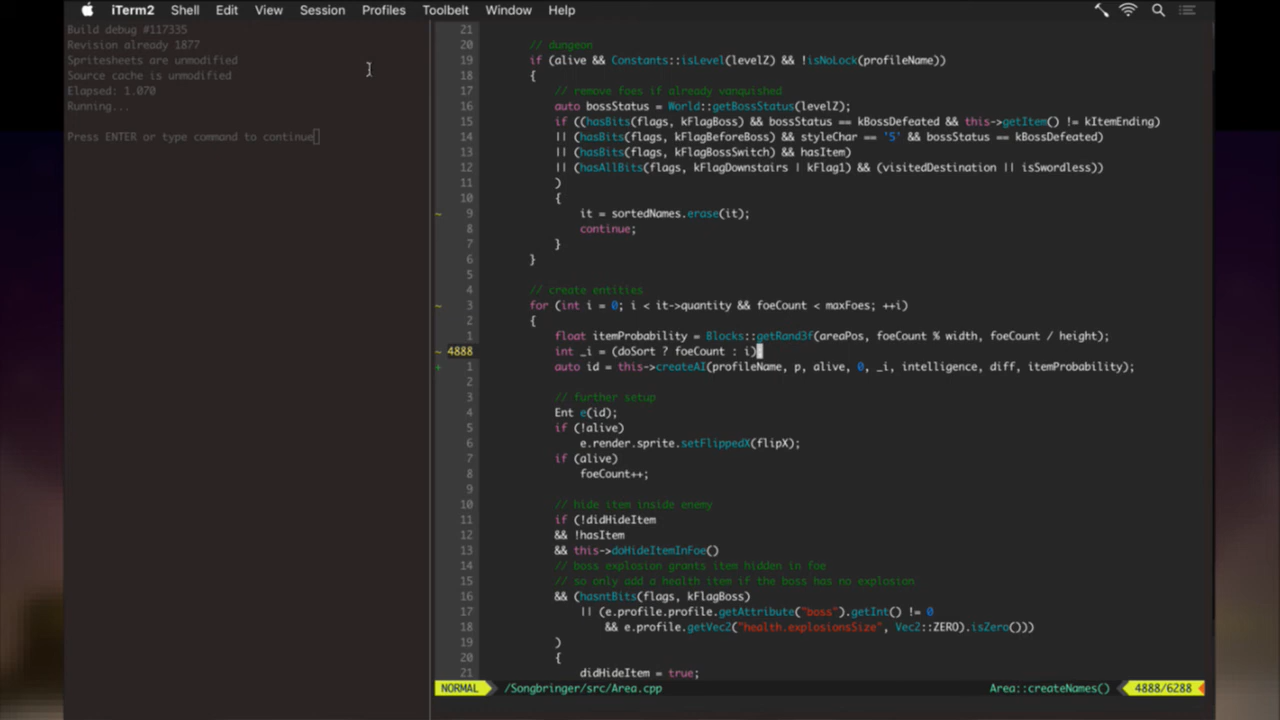 iTerm2 Shell Edit View Session Profiles Toolbelt Window Help
Build debug #117335
Revision already 1877
Spritesheets are unmodified
Source cache is unmodified
Elapsed: 1.070
Running...
Press ENTER or type command to continue
21
20 // dungeon
19 if (alive && Constants::isLevel(levelZ) && !isNoLock(profileName))
18 {
17 // remove foes if already vanquished
16 auto bossStatus = World::getBossStatus(levelZ);
15 if ((hasBits(flags, kFlagBoss) && bossStatus == kBossDefeated && this->getItem() != kItemEnding)
14 || (hasBits(flags, kFlagBeforeBoss) && styleChar == '5' && bossStatus == kBossDefeated)
13 || (hasBits(flags, kFlagBossSwitch) && hasItem)
12 || (hasAllBits(flags, kFlagDownstairs | kFlag1) && (visitedDestination || isSwordless))
11 )
10 {
~ 9 it = sortedNames.erase(it);
8 continue;
7 }
6 }
5
4 // create entities
~ 3 for (int i = 0; i < it->quantity && foeCount < maxFoes; ++i)
2 {
1 float itemProbability = Blocks::getRand3f(areaPos, foeCount % width, foeCount / height);
~ 4888 int _i = (doSort ? foeCount : i)
+ 1 auto id = this->createAI(profileName, p, alive, 0, _i, intelligence, diff, itemProbability);
2
3 // further setup
4 Ent e(id);
5 if (!alive)
6 e.render.sprite.setFlippedX(flipX);
7 if (alive)
8 foeCount++;
9
10 // hide item inside enemy
11 if (!didHideItem
12 && !hasItem
13 && this->doHideItemInFoe()
14 // boss explosion grants item hidden in foe
15 // so only add a health item if the boss has no explosion
16 && (hasntBits(flags, kFlagBoss)
17 || (e.profile.profile.getAttribute("boss").getInt() != 0
18 && e.profile.getVec2("health.explosionsSize", Vec2::ZERO).isZero()))
19 )
20 {
21 didHideItem = true;
NORMAL /Songbringer/src/Area.cpp Area::createNames() 4888/6288